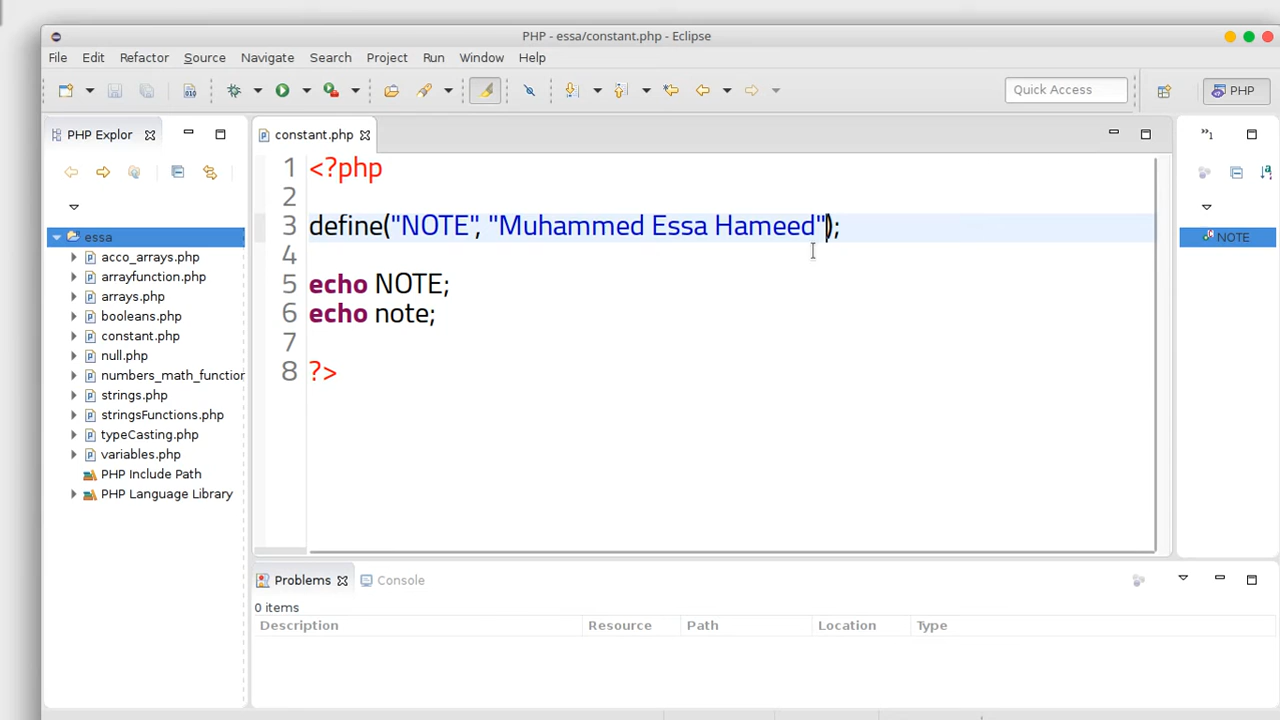 PHP - essa/constant.php - Eclipse
File Edit Refactor Source Navigate Search Project Run Window Help
Quick Access
PHP
PHP Explor
constant.php
»1
1 <?php
2
3 define("NOTE", "Muhammed Essa Hameed");
4
5 echo NOTE;
6 echo note;
7
8 ?>
essa
acco_arrays.php
arrayfunction.php
arrays.php
booleans.php
constant.php
null.php
numbers_math_function
strings.php
stringsFunctions.php
typeCasting.php
variables.php
PHP Include Path
PHP Language Library
NOTE
Problems Console
0 items
Description Resource Path Location Type